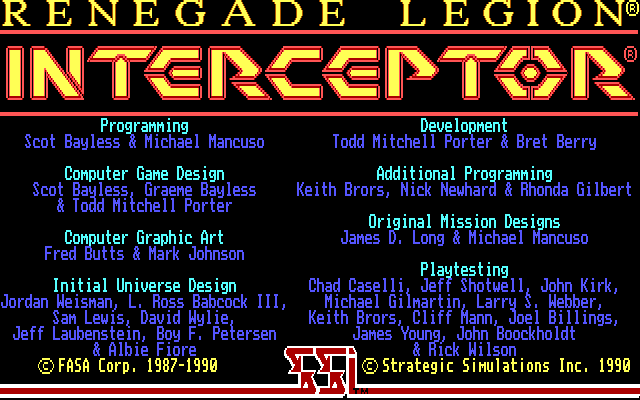 RENEGADE LEGION®
INTERCEPTOR®
Programming
Scot Bayless & Michael Mancuso
Computer Game Design
Scot Bayless, Graeme Bayless
& Todd Mitchell Porter
Computer Graphic Art
Fred Butts & Mark Johnson
Initial Universe Design
Jordan Weisman, L. Ross Babcock III,
Sam Lewis, David Wylie,
Jeff Laubenstein, Boy F. Petersen
& Albie Fiore
Development
Todd Mitchell Porter & Bret Berry
Additional Programming
Keith Brors, Nick Newhard & Rhonda Gilbert
Original Mission Designs
James D. Long & Michael Mancuso
Playtesting
Chad Caselli, Jeff Shotwell, John Kirk,
Michael Gilmartin, Larry S. Webber,
Keith Brors, Cliff Mann, Joel Billings,
James Young, John Boockholdt
& Rick Wilson
© FASA Corp. 1987-1990
SSI™
© Strategic Simulations Inc. 1990